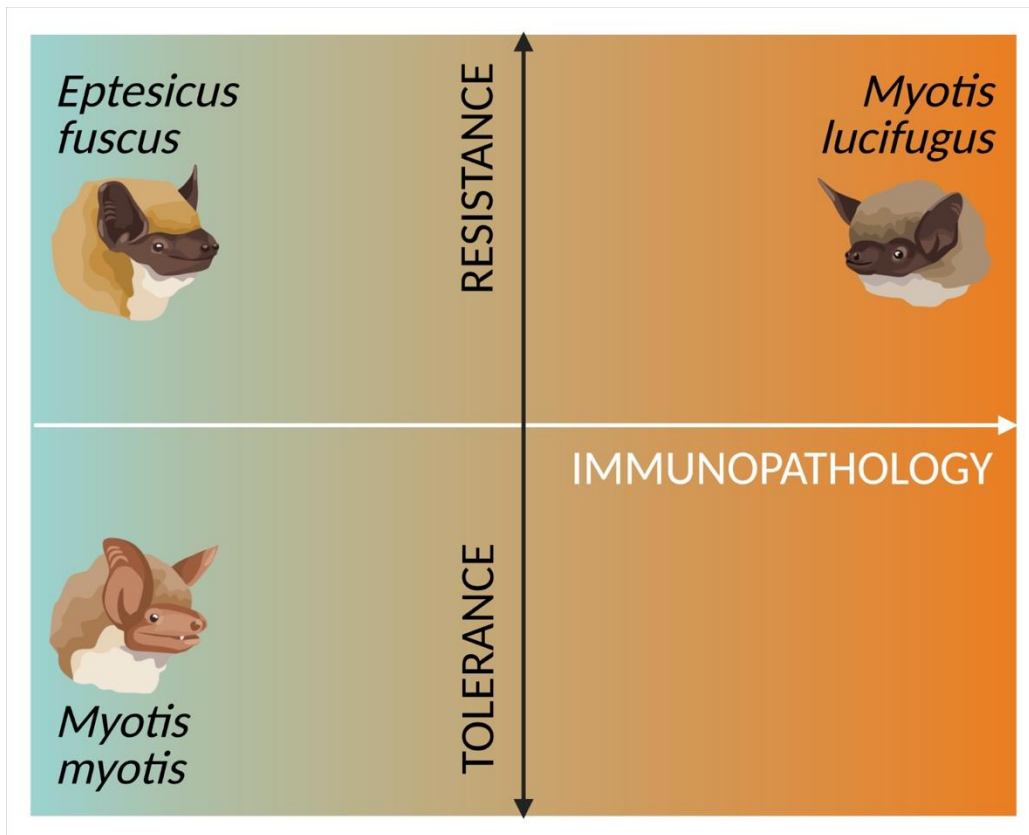 Eptesicus
fuscus
RESISTANCE
Myotis
lucifugus
IMMUNOPATHOLOGY
TOLERANCE
Myotis
myotis